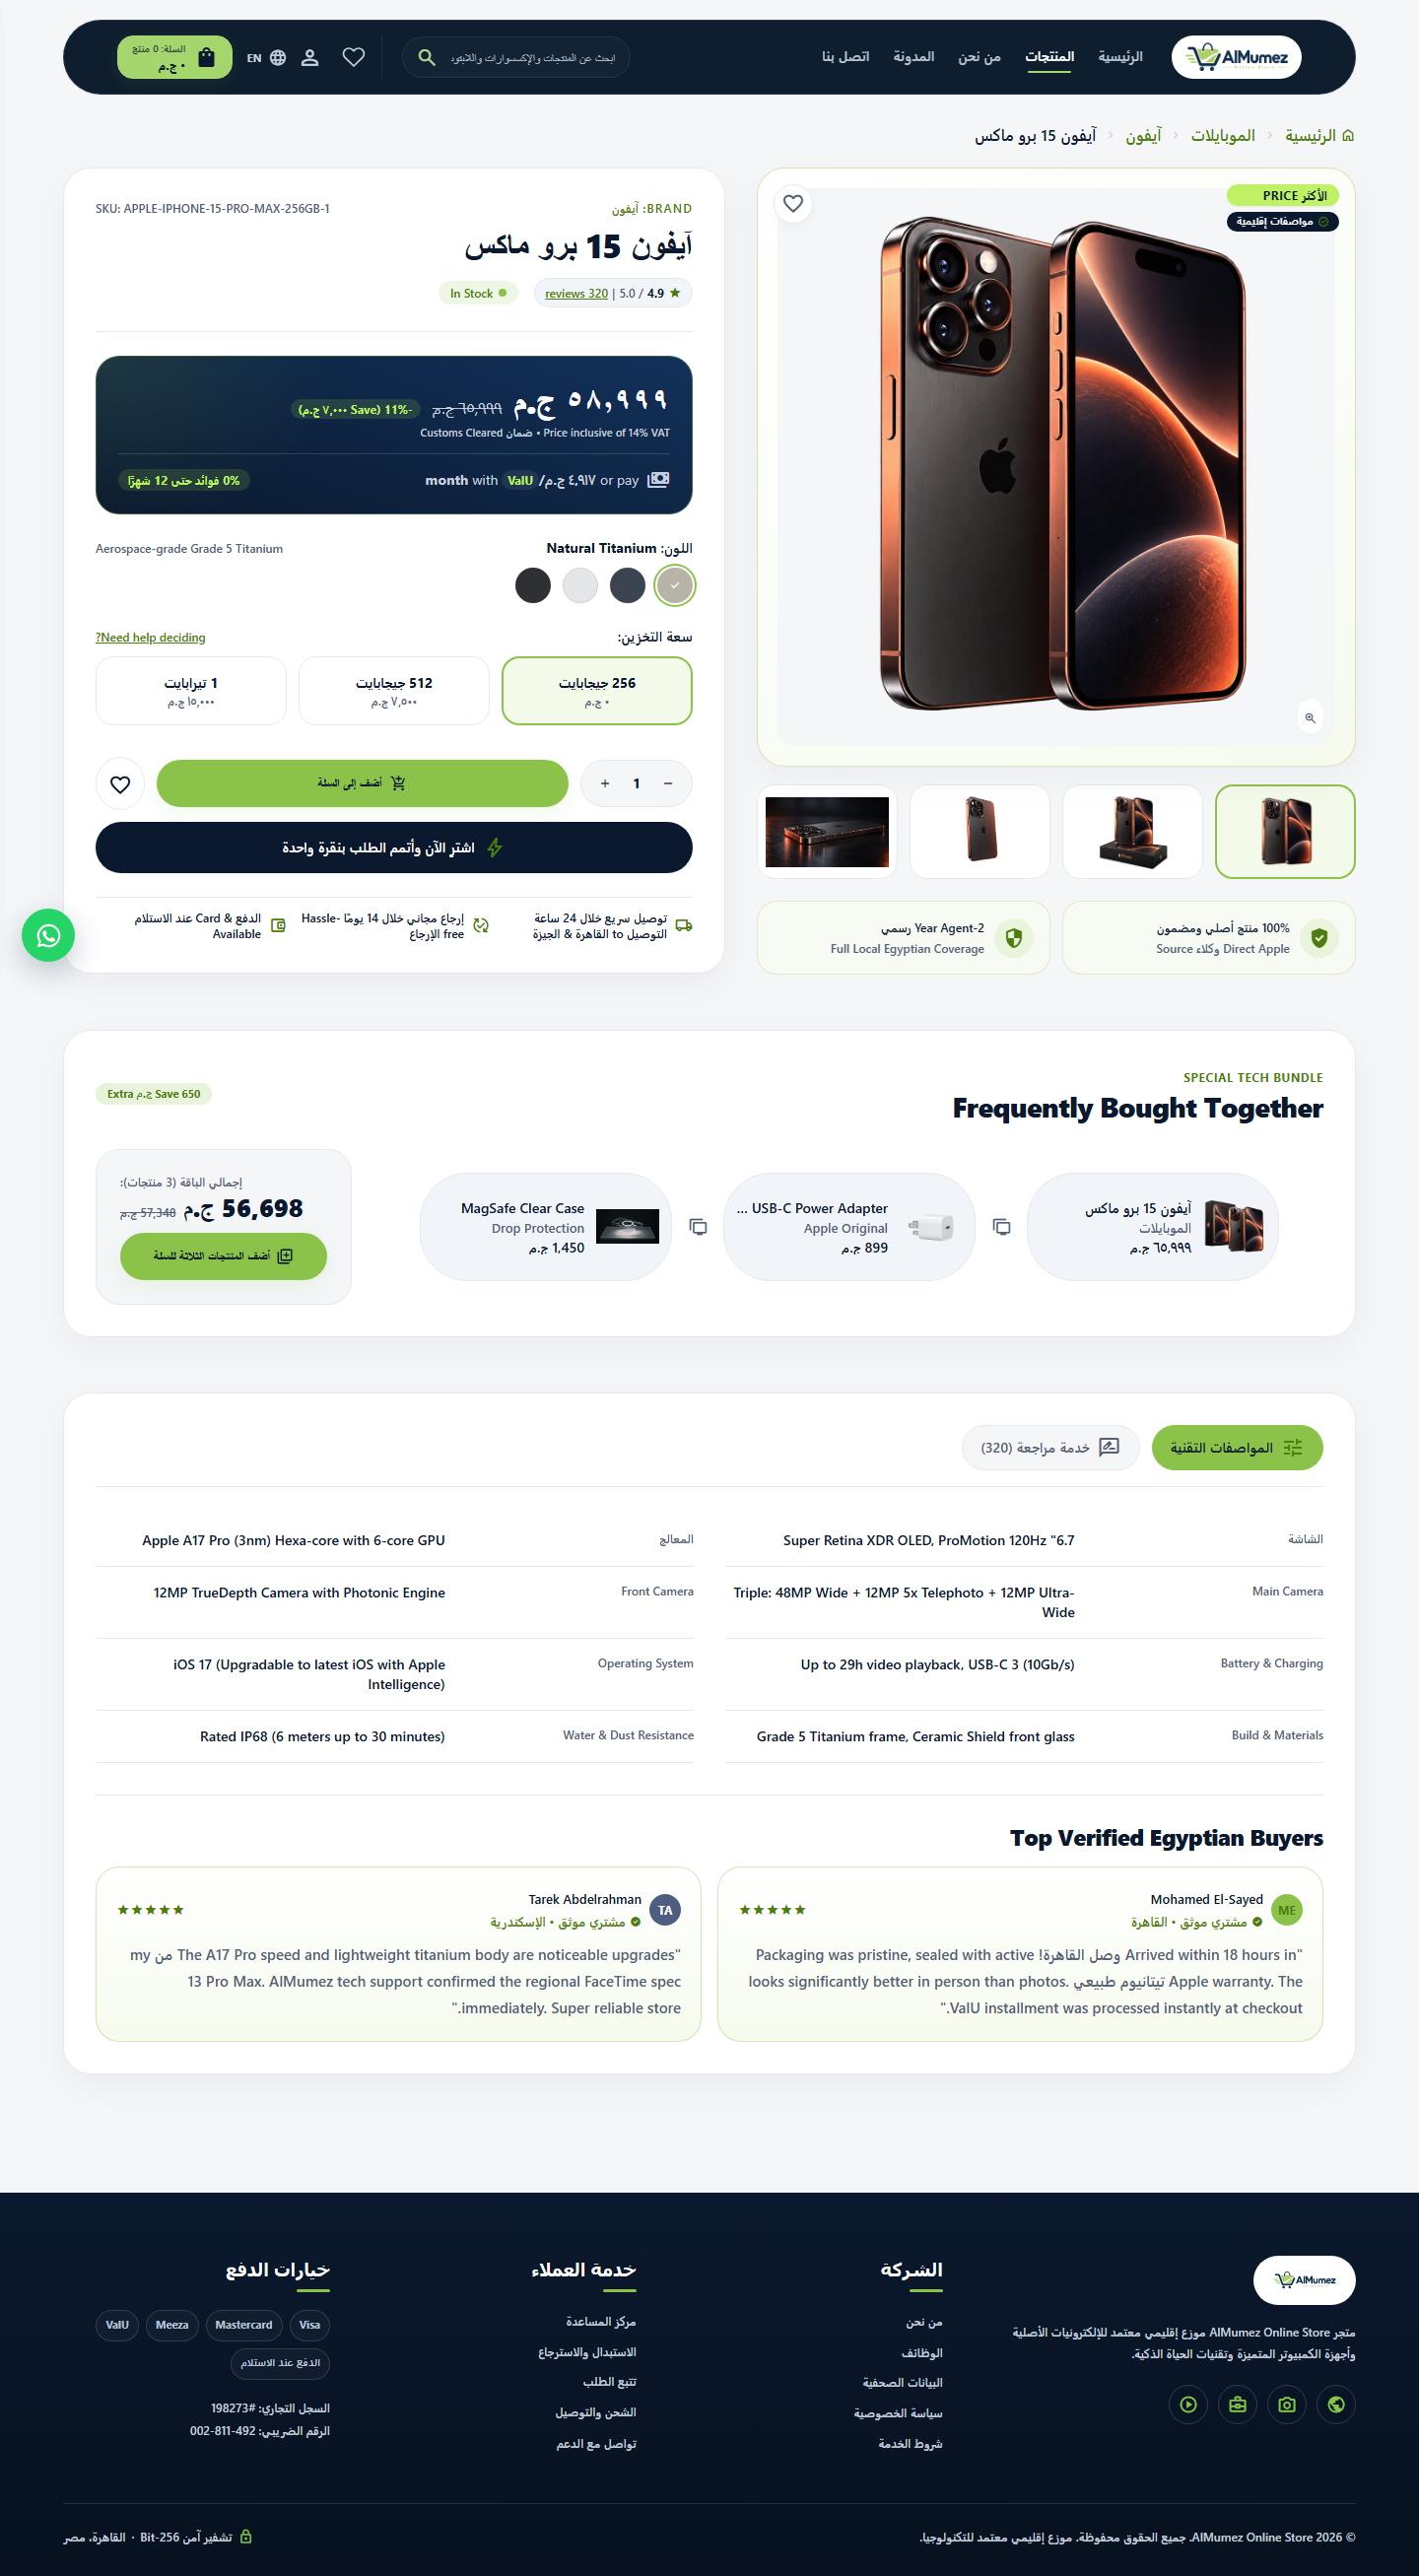 AlMumez
الرئيسية
المنتجات
من نحن
المدونة
اتصل بنا
ابحث عن المنتجات والإكسسوارات واللابتوب
EN
السلة: 0 منتج
٠ ج.م
الرئيسية
الموبايلات
آيفون
آيفون 15 برو ماكس
الأكثر PRICE
مواصفات إقليمية
100% منتج أصلي ومضمون
Direct Apple وكلاء Source
2-Year Agent رسمي
Full Local Egyptian Coverage
BRAND: آيفون
SKU: APPLE-IPHONE-15-PRO-MAX-256GB-1
آيفون 15 برو ماكس
4.9 / 5.0 | 320 reviews
In Stock
٥٨,٩٩٩ ج.م
٦٥,٩٩٩ ج.م
-11% (Save ٧,٠٠٠ ج.م)
Price inclusive of 14% VAT • ضمان Customs Cleared
or pay ٤,٩١٧ ج.م/month with ValU
0% فوائد حتى 12 شهرًا
اللون: Natural Titanium
Aerospace-grade Grade 5 Titanium
سعة التخزين:
Need help deciding?
256 جيجابايت
٠ ج.م
512 جيجابايت
٧,٥٠٠ ج.م
1 تيرابايت
١٥,٠٠٠ ج.م
− 1 +
أضف إلى السلة
اشترِ الآن وأتمم الطلب بنقرة واحدة
توصيل سريع خلال 24 ساعة
التوصيل to القاهرة & الجيزة
إرجاع مجاني خلال 14 يومًا Hassle-
free الإرجاع
الدفع & Card عند الاستلام
Available
SPECIAL TECH BUNDLE
Frequently Bought Together
Extra ج.م Save 650
آيفون 15 برو ماكس
الموبايلات
٦٥,٩٩٩ ج.م
USB-C Power Adapter ...
Apple Original
899 ج.م
MagSafe Clear Case
Drop Protection
1,450 ج.م
إجمالي الباقة (3 منتجات):
56,698 ج.م
57,348 ج.م
أضف المنتجات الثلاثة للسلة
المواصفات التقنية
خدمة مراجعة (320)
الشاشة
6.7" Super Retina XDR OLED, ProMotion 120Hz
المعالج
Apple A17 Pro (3nm) Hexa-core with 6-core GPU
Main Camera
Triple: 48MP Wide + 12MP 5x Telephoto + 12MP Ultra-
Wide
Front Camera
12MP TrueDepth Camera with Photonic Engine
Battery & Charging
Up to 29h video playback, USB-C 3 (10Gb/s)
Operating System
iOS 17 (Upgradable to latest iOS with Apple
Intelligence)
Build & Materials
Grade 5 Titanium frame, Ceramic Shield front glass
Water & Dust Resistance
Rated IP68 (6 meters up to 30 minutes)
Top Verified Egyptian Buyers
ME
Mohamed El-Sayed
مشتري موثق • القاهرة
★★★★★
"Arrived within 18 hours in وصل القاهرة! Packaging was pristine, sealed with active
Apple warranty. The تيتانيوم طبيعي looks significantly better in person than photos.
ValU installment was processed instantly at checkout."
TA
Tarek Abdelrahman
مشتري موثق • الإسكندرية
★★★★★
"The A17 Pro speed and lightweight titanium body are noticeable upgrades من my
13 Pro Max. AlMumez tech support confirmed the regional FaceTime spec
immediately. Super reliable store."
AlMumez
متجر AlMumez Online Store موزع إقليمي معتمد للإلكترونيات الأصلية
وأجهزة الكمبيوتر المتميزة وتقنيات الحياة الذكية.
الشركة
من نحن
الوظائف
البيانات الصحفية
سياسة الخصوصية
شروط الخدمة
خدمة العملاء
مركز المساعدة
الاستبدال والاسترجاع
تتبع الطلب
الشحن والتوصيل
تواصل مع الدعم
خيارات الدفع
Visa
Mastercard
Meeza
ValU
الدفع عند الاستلام
السجل التجاري: #198273
الرقم الضريبي: 492-811-002
© 2026 AlMumez Online Store. جميع الحقوق محفوظة. موزع إقليمي معتمد للتكنولوجيا.
تشفير آمن 256-Bit · القاهرة، مصر